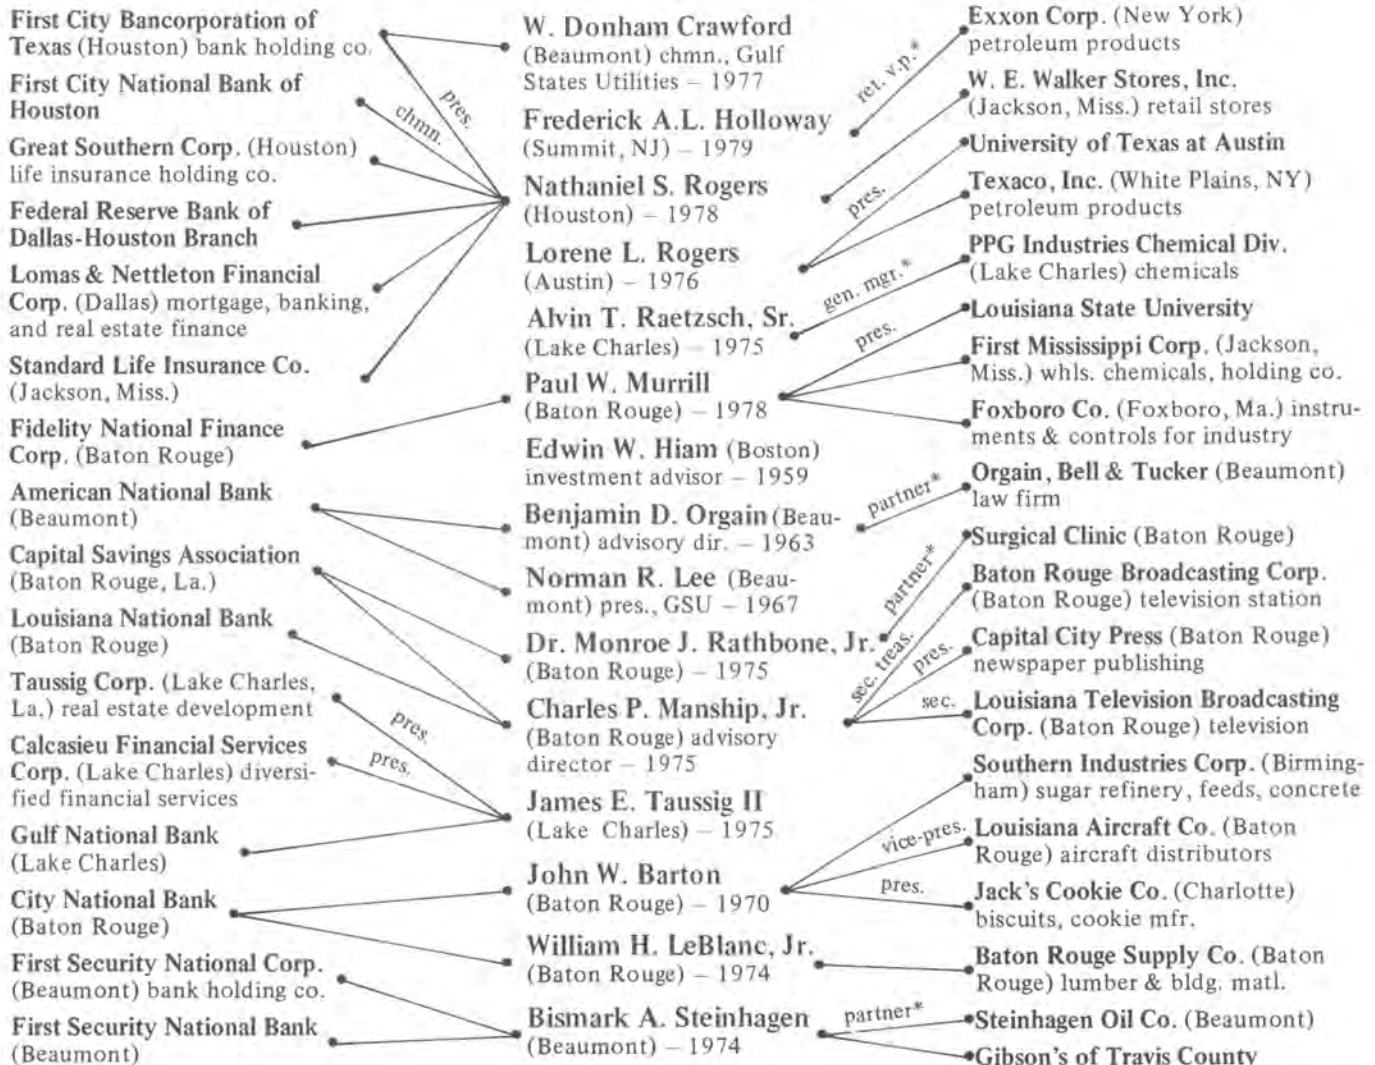 First City Bancorporation of
Texas (Houston) bank holding co.
First City National Bank of
Houston
Great Southern Corp. (Houston)
life insurance holding co.
Federal Reserve Bank of
Dallas-Houston Branch
Lomas & Nettleton Financial
Corp. (Dallas) mortgage, banking,
and real estate finance
Standard Life Insurance Co.
(Jackson, Miss.)
Fidelity National Finance
Corp. (Baton Rouge)
American National Bank
(Beaumont)
Capital Savings Association
(Baton Rouge, La.)
Louisiana National Bank
(Baton Rouge)
Taussig Corp. (Lake Charles,
La.) real estate development
Calcasieu Financial Services
Corp. (Lake Charles) diversi-
fied financial services
Gulf National Bank
(Lake Charles)
City National Bank
(Baton Rouge)
First Security National Corp.
(Beaumont) bank holding co.
First Security National Bank
(Beaumont)
pres.
chmn.
pres.
pres.
W. Donham Crawford
(Beaumont) chmn., Gulf
States Utilities – 1977
Frederick A.L. Holloway
(Summit, NJ) – 1979
Nathaniel S. Rogers
(Houston) – 1978
Lorene L. Rogers
(Austin) – 1976
Alvin T. Raetzsch, Sr.
(Lake Charles) – 1975
Paul W. Murrill
(Baton Rouge) – 1978
Edwin W. Hiam (Boston)
investment advisor – 1959
Benjamin D. Orgain (Beau-
mont) advisory dir. – 1963
Norman R. Lee (Beau-
mont) pres., GSU – 1967
Dr. Monroe J. Rathbone, Jr.
(Baton Rouge) – 1975
Charles P. Manship, Jr.
(Baton Rouge) advisory
director – 1975
James E. Taussig II
(Lake Charles) – 1975
John W. Barton
(Baton Rouge) – 1970
William H. LeBlanc, Jr.
(Baton Rouge) – 1974
Bismark A. Steinhagen
(Beaumont) – 1974
ret. v.p.*
pres.
gen. mgr.*
pres.
partner*
partner*
sec. treas.
pres.
sec.
vice-pres.
pres.
partner*
Exxon Corp. (New York)
petroleum products
W. E. Walker Stores, Inc.
(Jackson, Miss.) retail stores
University of Texas at Austin
Texaco, Inc. (White Plains, NY)
petroleum products
PPG Industries Chemical Div.
(Lake Charles) chemicals
Louisiana State University
First Mississippi Corp. (Jackson,
Miss.) whls. chemicals, holding co.
Foxboro Co. (Foxboro, Ma.) instru-
ments & controls for industry
Orgain, Bell & Tucker (Beaumont)
law firm
Surgical Clinic (Baton Rouge)
Baton Rouge Broadcasting Corp.
(Baton Rouge) television station
Capital City Press (Baton Rouge)
newspaper publishing
Louisiana Television Broadcasting
Corp. (Baton Rouge) television
Southern Industries Corp. (Birming-
ham) sugar refinery, feeds, concrete
Louisiana Aircraft Co. (Baton
Rouge) aircraft distributors
Jack's Cookie Co. (Charlotte)
biscuits, cookie mfr.
Baton Rouge Supply Co. (Baton
Rouge) lumber & bldg. matl.
Steinhagen Oil Co. (Beaumont)
Gibson's of Travis County